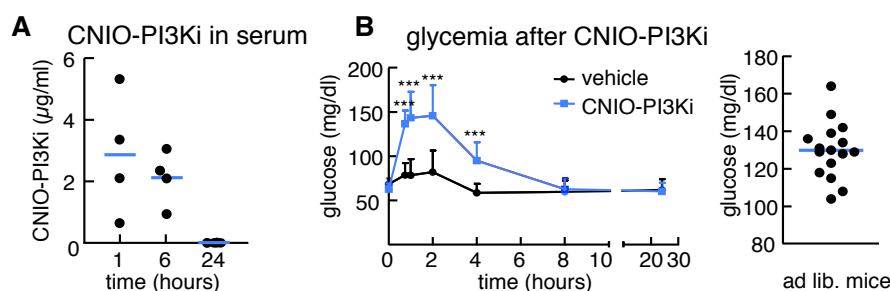 A
CNIO-PI3Ki in serum
CNIO-PI3Ki (µg/ml)
6
4
2
0
1 6 24
time (hours)
B
glycemia after CNIO-PI3Ki
glucose (mg/dl)
200
150
100
50
*** *** *** ***
vehicle
CNIO-PI3Ki
0 2 4 6 8 10 20 30
time (hours)
glucose (mg/dl)
180
160
140
120
100
80
ad lib. mice